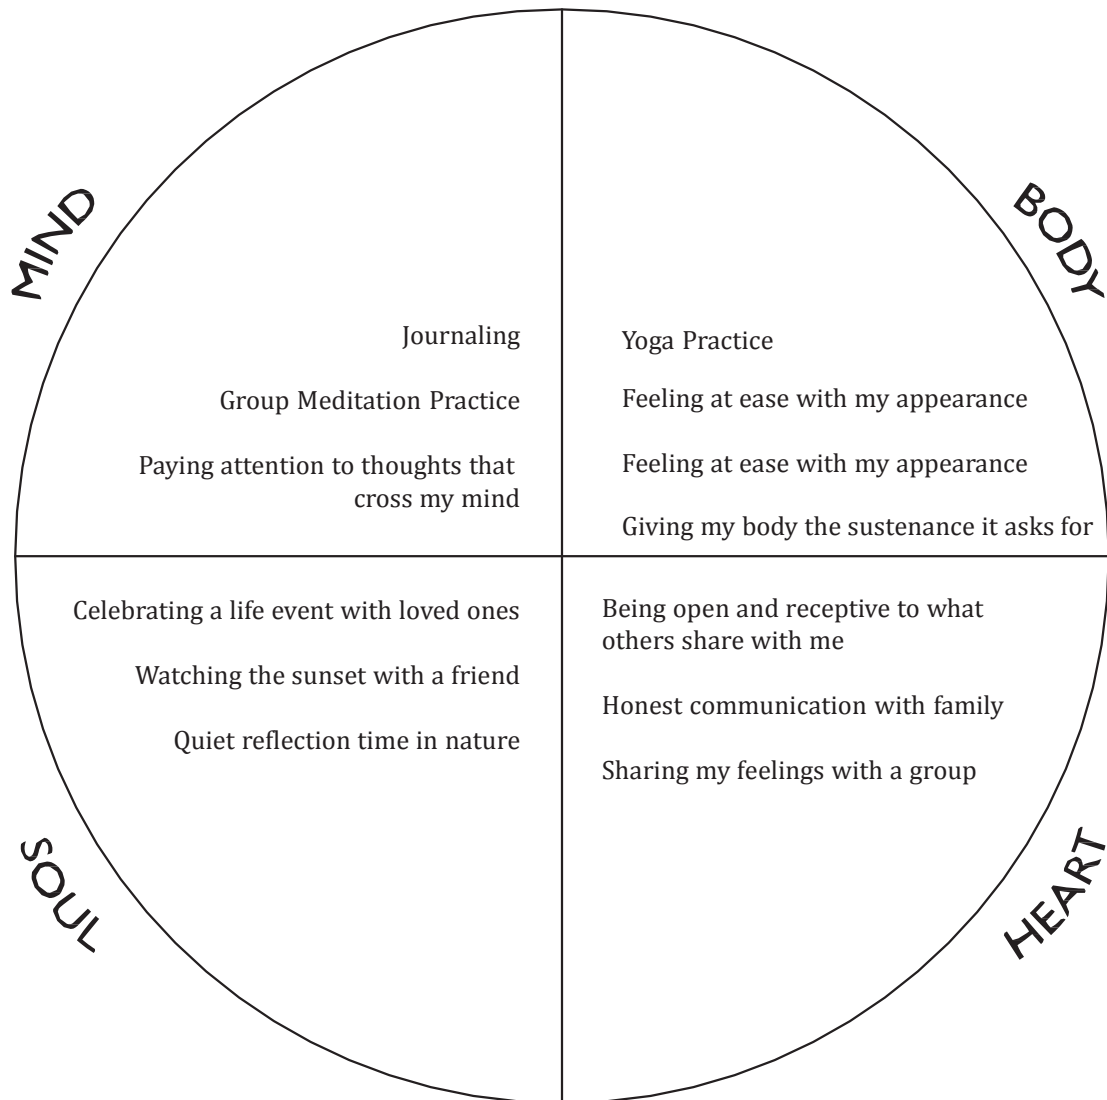 MIND
Journaling
Group Meditation Practice
Paying attention to thoughts that
cross my mind
BODY
Yoga Practice
Feeling at ease with my appearance
Feeling at ease with my appearance
Giving my body the sustenance it asks for
SOUL
Celebrating a life event with loved ones
Watching the sunset with a friend
Quiet reflection time in nature
HEART
Being open and receptive to what
others share with me
Honest communication with family
Sharing my feelings with a group